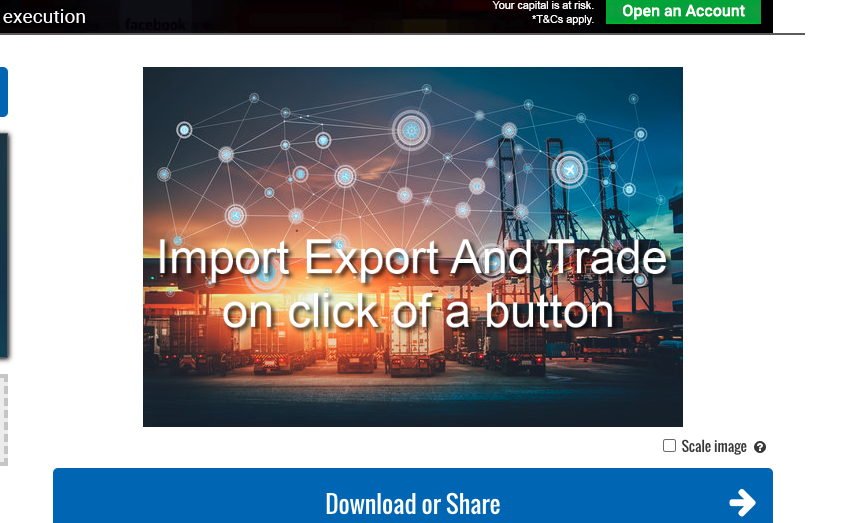 execution
facebook
Your capital is at risk.
*T&Cs apply.
Open an Account
Import Export And Trade
on click of a button
Scale image
Download or Share